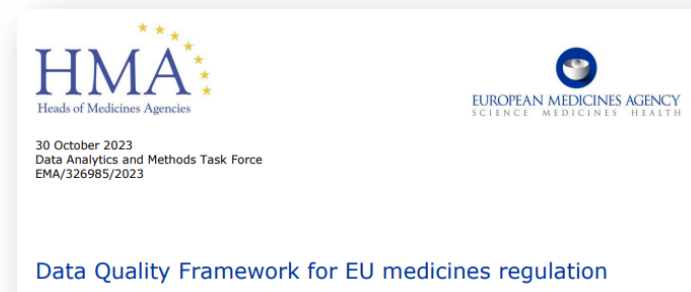 HMA
Heads of Medicines Agencies
EUROPEAN MEDICINES AGENCY
SCIENCE MEDICINES HEALTH
30 October 2023
Data Analytics and Methods Task Force
EMA/326985/2023
Data Quality Framework for EU medicines regulation